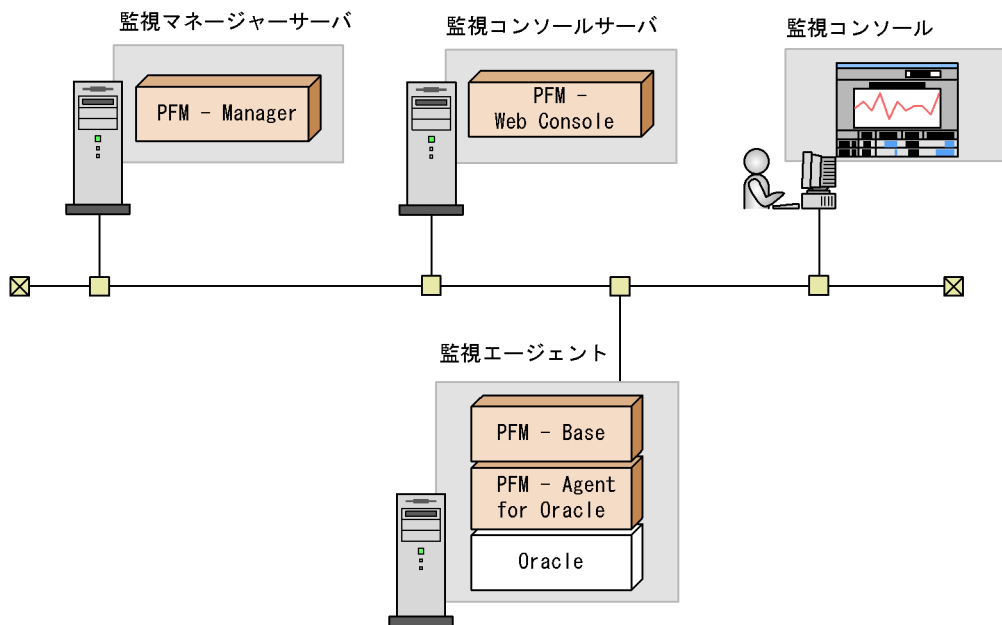 監視マネージャーサーバ
監視コンソールサーバ
監視コンソール
PFM - Manager
PFM -
Web Console
監視エージェント
PFM - Base
PFM - Agent
for Oracle
Oracle